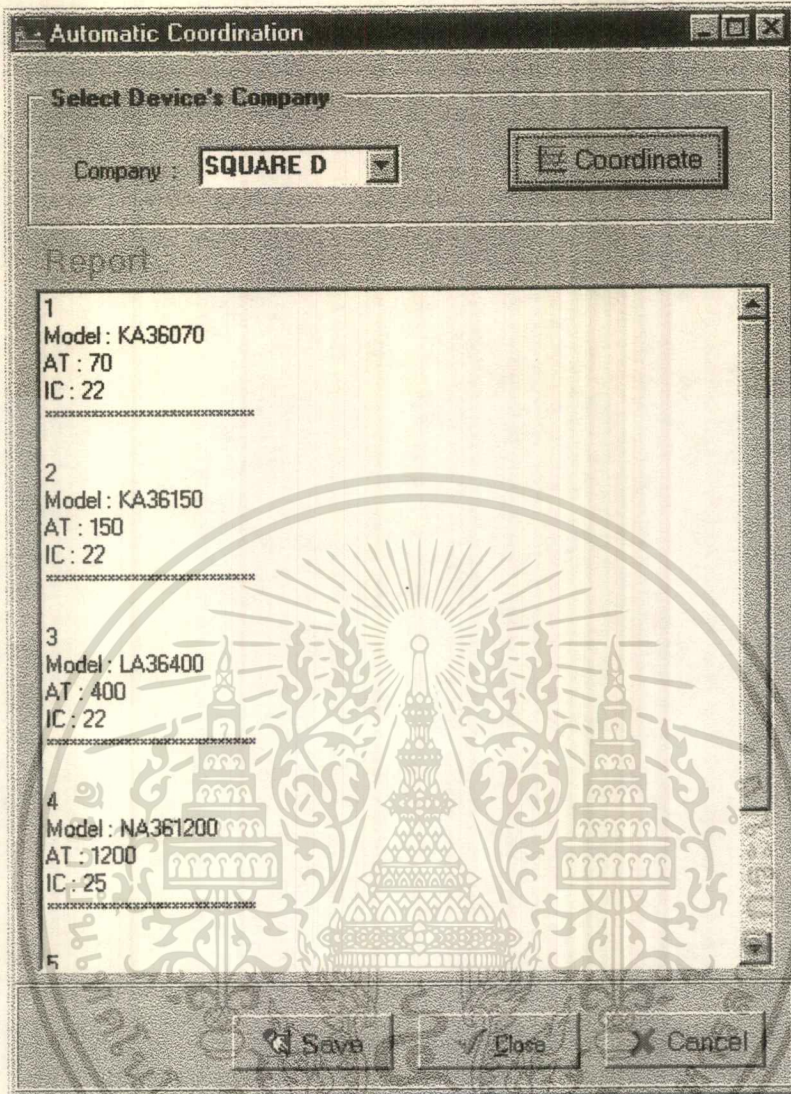 Automatic Coordination
Select Device's Company
Company : SQUARE D
Coordinate
Report
1
Model : KA36070
AT : 70
IC : 22
***************************
2
Model : KA36150
AT : 150
IC : 22
***************************
3
Model : LA36400
AT : 400
IC : 22
***************************
4
Model : NA361200
AT : 1200
IC : 25
***************************
5
Save
Close
Cancel